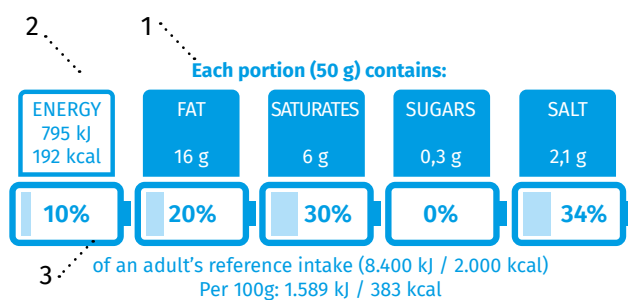 2
1
Each portion (50 g) contains:
ENERGY
795 kJ
192 kcal
FAT
16 g
SATURATES
6 g
SUGARS
0,3 g
SALT
2,1 g
10%
20%
30%
0%
34%
3
of an adult's reference intake (8.400 kJ / 2.000 kcal)
Per 100g: 1.589 kJ / 383 kcal